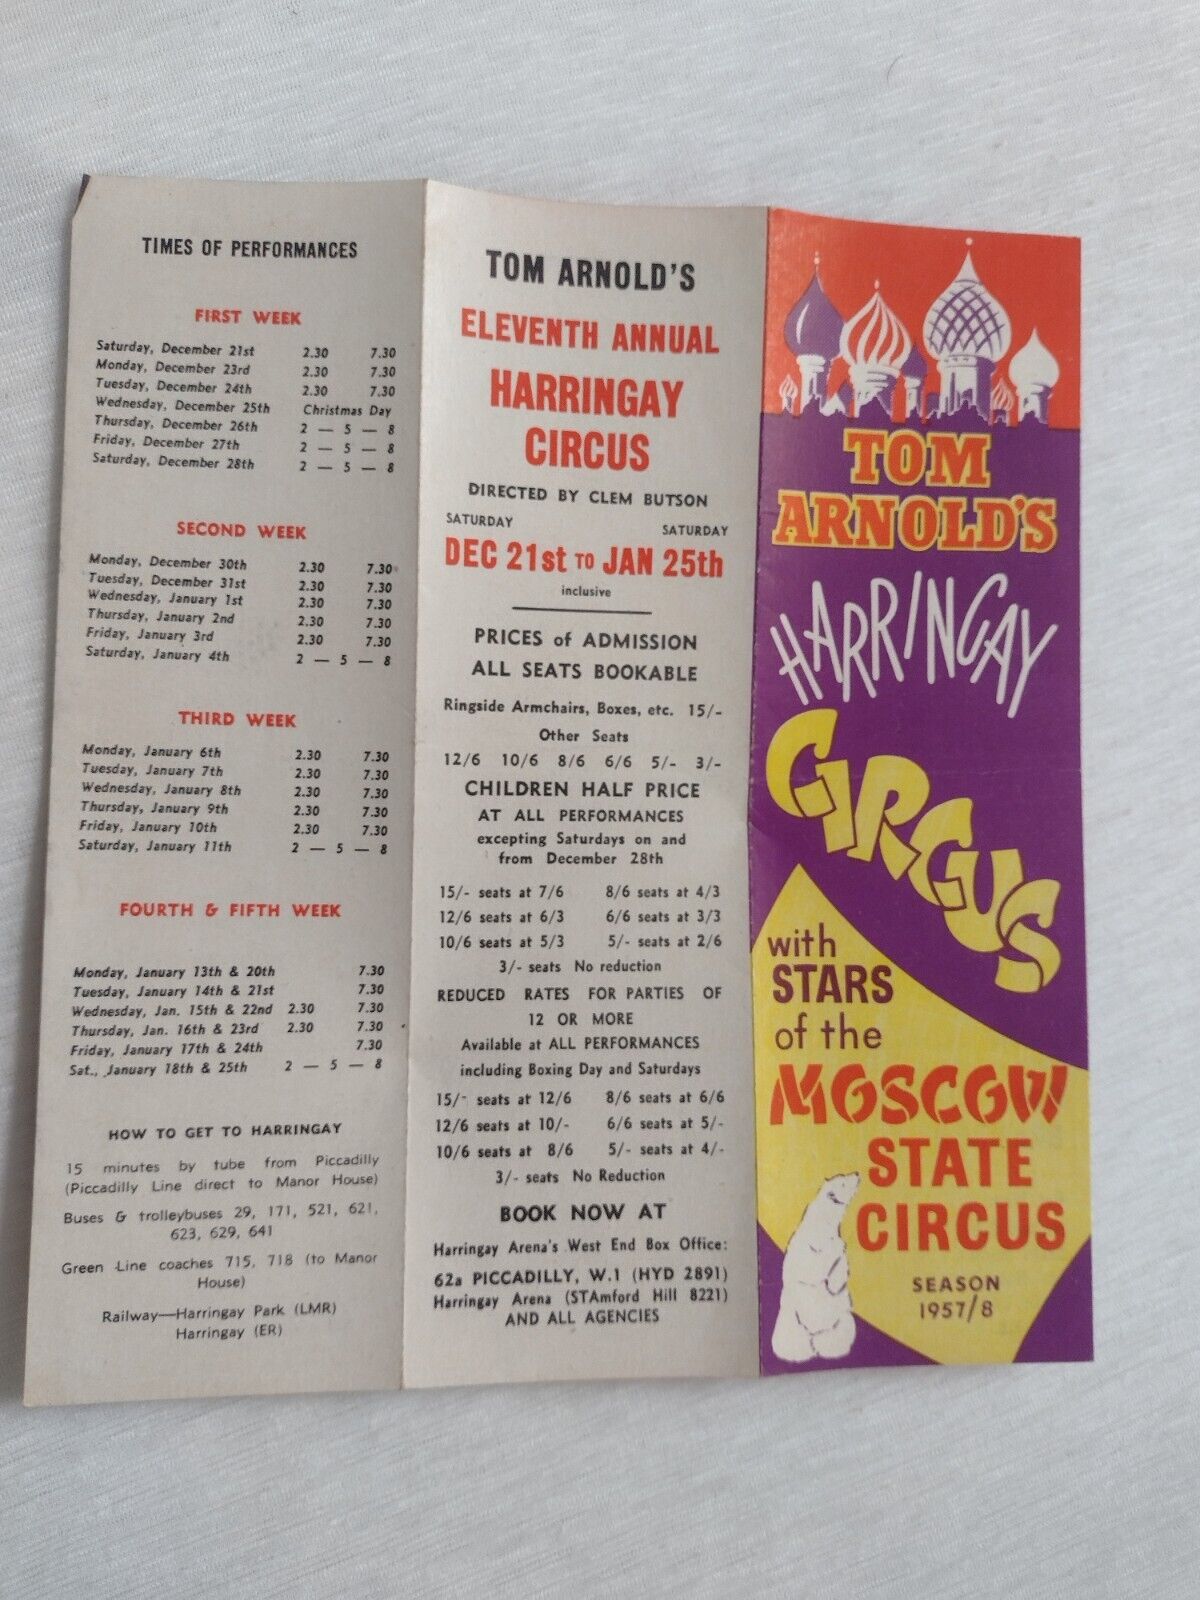 TIMES OF PERFORMANCES
FIRST WEEK
Saturday, December 21st 2.30 7.30
Monday, December 23rd 2.30 7.30
Tuesday, December 24th 2.30 7.30
Wednesday, December 25th Christmas Day
Thursday, December 26th 2 — 5 — 8
Friday, December 27th 2 — 5 — 8
Saturday, December 28th 2 — 5 — 8
SECOND WEEK
Monday, December 30th 2.30 7.30
Tuesday, December 31st 2.30 7.30
Wednesday, January 1st 2.30 7.30
Thursday, January 2nd 2.30 7.30
Friday, January 3rd 2.30 7.30
Saturday, January 4th 2 — 5 — 8
THIRD WEEK
Monday, January 6th 2.30 7.30
Tuesday, January 7th 2.30 7.30
Wednesday, January 8th 2.30 7.30
Thursday, January 9th 2.30 7.30
Friday, January 10th 2.30 7.30
Saturday, January 11th 2 — 5 — 8
FOURTH & FIFTH WEEK
Monday, January 13th & 20th 7.30
Tuesday, January 14th & 21st 7.30
Wednesday, Jan. 15th & 22nd 2.30 7.30
Thursday, Jan. 16th & 23rd 2.30 7.30
Friday, January 17th & 24th 7.30
Sat., January 18th & 25th 2 — 5 — 8
HOW TO GET TO HARRINGAY
15 minutes by tube from Piccadilly
(Piccadilly Line direct to Manor House)
Buses & trolleybuses 29, 171, 521, 621,
623, 629, 641
Green Line coaches 715, 718 (to Manor
House)
Railway—Harringay Park (LMR)
Harringay (ER)
TOM ARNOLD'S
ELEVENTH ANNUAL
HARRINGAY
CIRCUS
DIRECTED BY CLEM BUTSON
SATURDAY SATURDAY
DEC 21st TO JAN 25th
inclusive
PRICES of ADMISSION
ALL SEATS BOOKABLE
Ringside Armchairs, Boxes, etc. 15/-
Other Seats
12/6 10/6 8/6 6/6 5/- 3/-
CHILDREN HALF PRICE
AT ALL PERFORMANCES
excepting Saturdays on and
from December 28th
15/- seats at 7/6 8/6 seats at 4/3
12/6 seats at 6/3 6/6 seats at 3/3
10/6 seats at 5/3 5/- seats at 2/6
3/- seats No reduction
REDUCED RATES FOR PARTIES OF
12 OR MORE
Available at ALL PERFORMANCES
including Boxing Day and Saturdays
15/- seats at 12/6 8/6 seats at 6/6
12/6 seats at 10/- 6/6 seats at 5/-
10/6 seats at 8/6 5/- seats at 4/-
3/- seats No Reduction
BOOK NOW AT
Harringay Arena's West End Box Office:
62a PICCADILLY, W.1 (HYD 2891)
Harringay Arena (STAmford Hill 8221)
AND ALL AGENCIES
TOM
ARNOLD'S
HARRINGAY
CIRCUS
with
STARS
of the
MOSCOW
STATE
CIRCUS
SEASON
1957/8